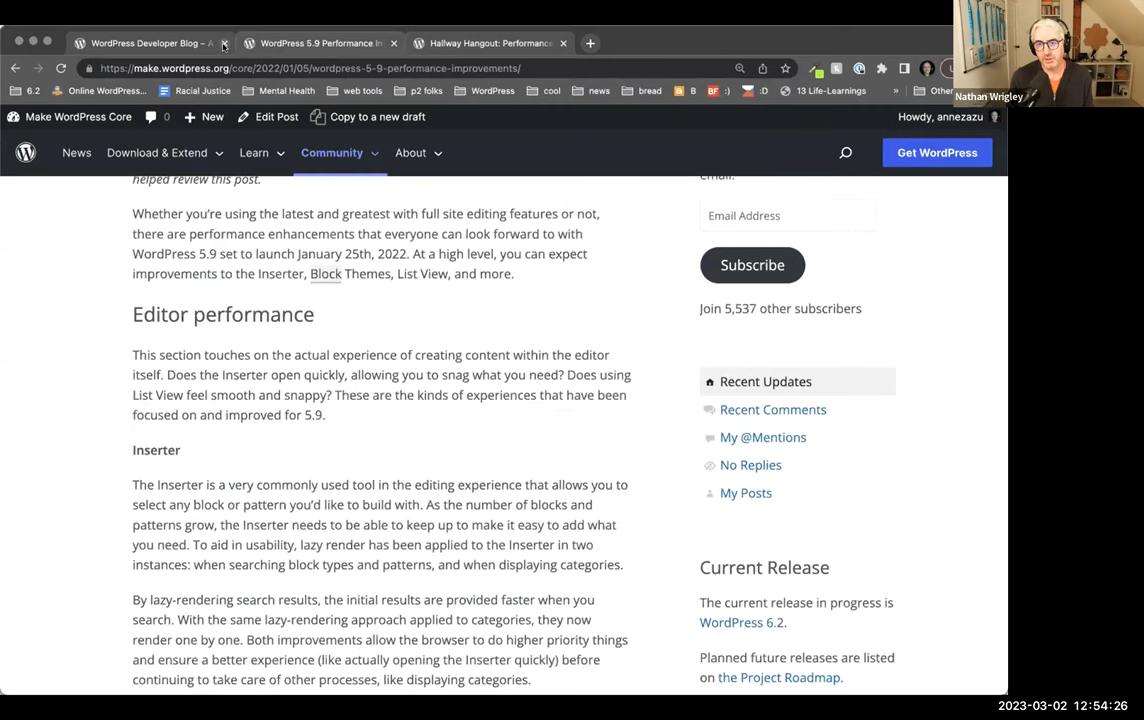 WordPress Developer Blog – A
WordPress 5.9 Performance In
Hallway Hangout: Performance
https://make.wordpress.org/core/2022/01/05/wordpress-5-9-performance-improvements/
6.2 Online WordPress... Racial Justice Mental Health web tools p2 folks WordPress cool news bread B :) :D 13 Life-Learnings » Other
Nathan Wrigley
Make WordPress Core 0 New Edit Post Copy to a new draft Howdy, annezazu
News Download & Extend Learn Community About Get WordPress
helped review this post.
Whether you're using the latest and greatest with full site editing features or not,
there are performance enhancements that everyone can look forward to with
WordPress 5.9 set to launch January 25th, 2022. At a high level, you can expect
improvements to the Inserter, Block Themes, List View, and more.
Editor performance
This section touches on the actual experience of creating content within the editor
itself. Does the Inserter open quickly, allowing you to snag what you need? Does using
List View feel smooth and snappy? These are the kinds of experiences that have been
focused on and improved for 5.9.
Inserter
The Inserter is a very commonly used tool in the editing experience that allows you to
select any block or pattern you'd like to build with. As the number of blocks and
patterns grow, the Inserter needs to be able to keep up to make it easy to add what
you need. To aid in usability, lazy render has been applied to the Inserter in two
instances: when searching block types and patterns, and when displaying categories.
By lazy-rendering search results, the initial results are provided faster when you
search. With the same lazy-rendering approach applied to categories, they now
render one by one. Both improvements allow the browser to do higher priority things
and ensure a better experience (like actually opening the Inserter quickly) before
continuing to take care of other processes, like displaying categories.
email.
Email Address
Subscribe
Join 5,537 other subscribers
Recent Updates
Recent Comments
My @Mentions
No Replies
My Posts
Current Release
The current release in progress is
WordPress 6.2.
Planned future releases are listed
on the Project Roadmap.
2023-03-02 12:54:26